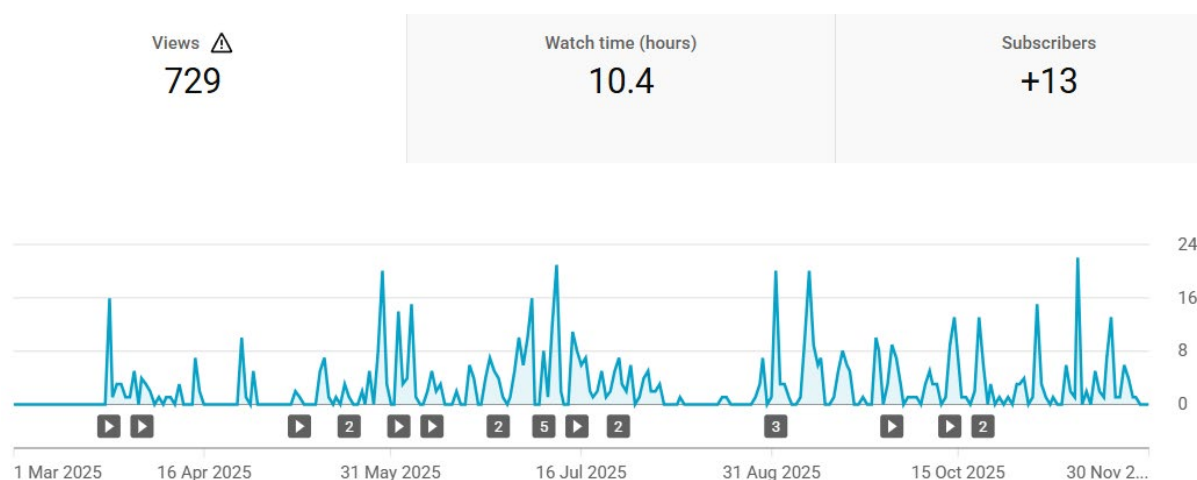 Views Watch time (hours) Subscribers
729 10.4 +13
24
16
8
0
2 2 5 2 3 2
1 Mar 2025 16 Apr 2025 31 May 2025 16 Jul 2025 31 Aug 2025 15 Oct 2025 30 Nov 2...